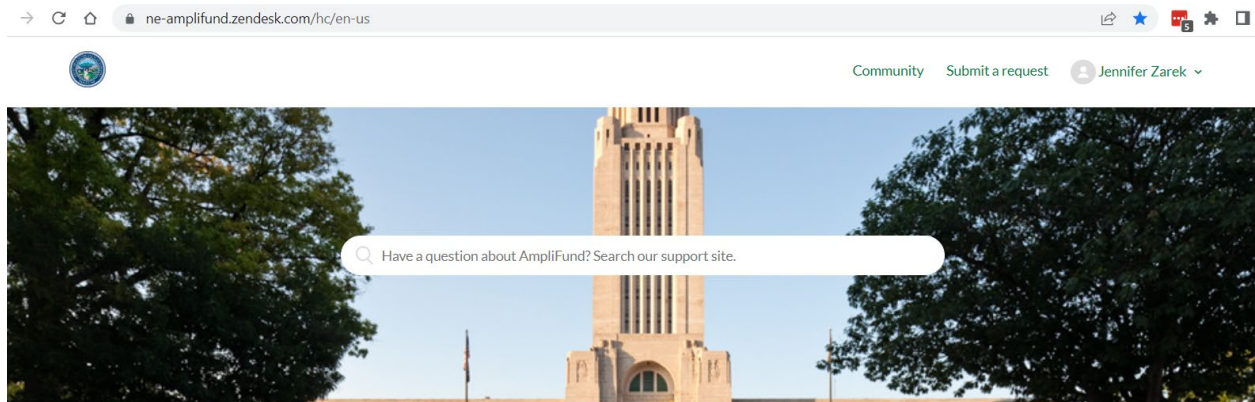 ne-amplifund.zendesk.com/hc/en-us
5
Community Submit a request Jennifer Zarek
Have a question about AmpliFund? Search our support site.